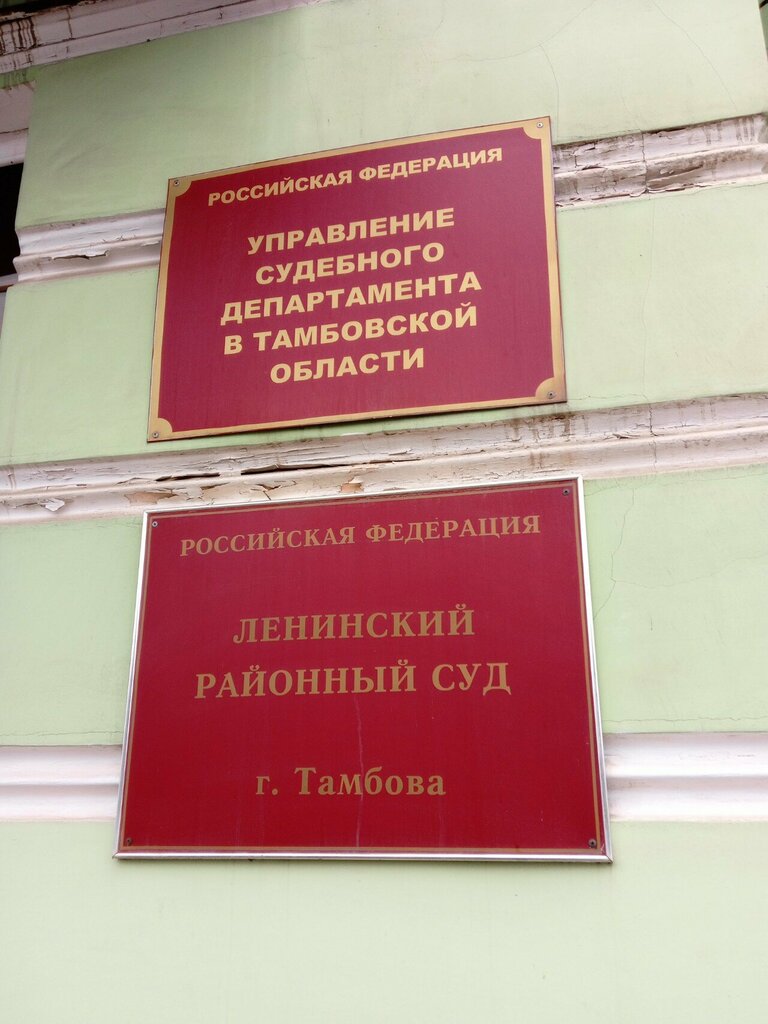 РОССИЙСКАЯ ФЕДЕРАЦИЯ
УПРАВЛЕНИЕ
СУДЕБНОГО
ДЕПАРТАМЕНТА
В ТАМБОВСКОЙ
ОБЛАСТИ
РОССИЙСКАЯ ФЕДЕРАЦИЯ
ЛЕНИНСКИЙ
РАЙОННЫЙ СУД
г. Тамбова